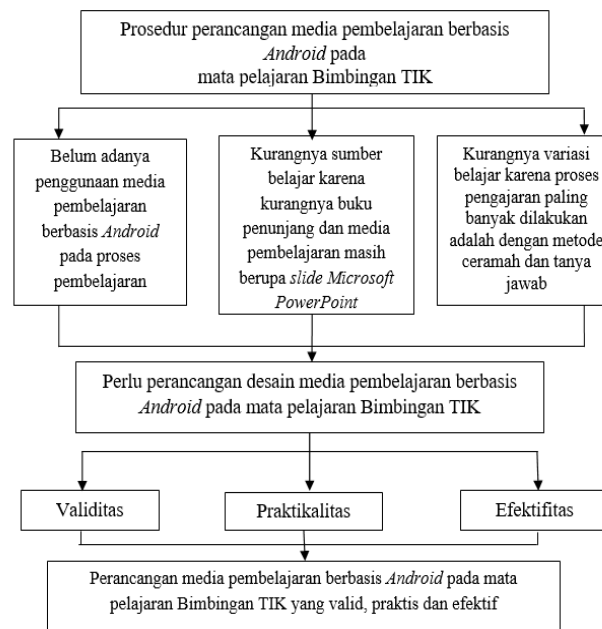 Prosedur perancangan media pembelajaran berbasis
Android pada
mata pelajaran Bimbingan TIK
Belum adanya
penggunaan media
pembelajaran
berbasis Android
pada proses
pembelajaran
Kurangnya sumber
belajar karena
kurangnya buku
penunjang dan media
pembelajaran masih
berupa slide Microsoft
PowerPoint
Kurangnya variasi
belajar karena proses
pengajaran paling
banyak dilakukan
adalah dengan metode
ceramah dan tanya
jawab
Perlu perancangan desain media pembelajaran berbasis
Android pada mata pelajaran Bimbingan TIK
Validitas
Praktikalitas
Efektifitas
Perancangan media pembelajaran berbasis Android pada mata
pelajaran Bimbingan TIK yang valid, praktis dan efektif